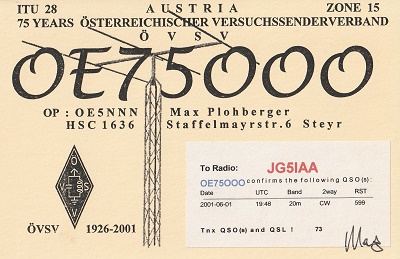 ITU 28 AUSTRIA ZONE 15
75 YEARS ÖSTERREICHISCHER VERSUCHSSENDERVERBAND
ÖVSV
OE75OOO
OP : OE5NNN Max Plohberger
HSC 1636 Staffelmayrstr.6 Steyr
Ö
V S
V
ÖVSV 1926-2001
To Radio: JG5IAA
OE75OOO confirms the following QSO(s):
Date UTC Band 2way RST
2001-06-01 19:48 20m CW 599
Tnx QSO(s) and QSL ! 73
Max